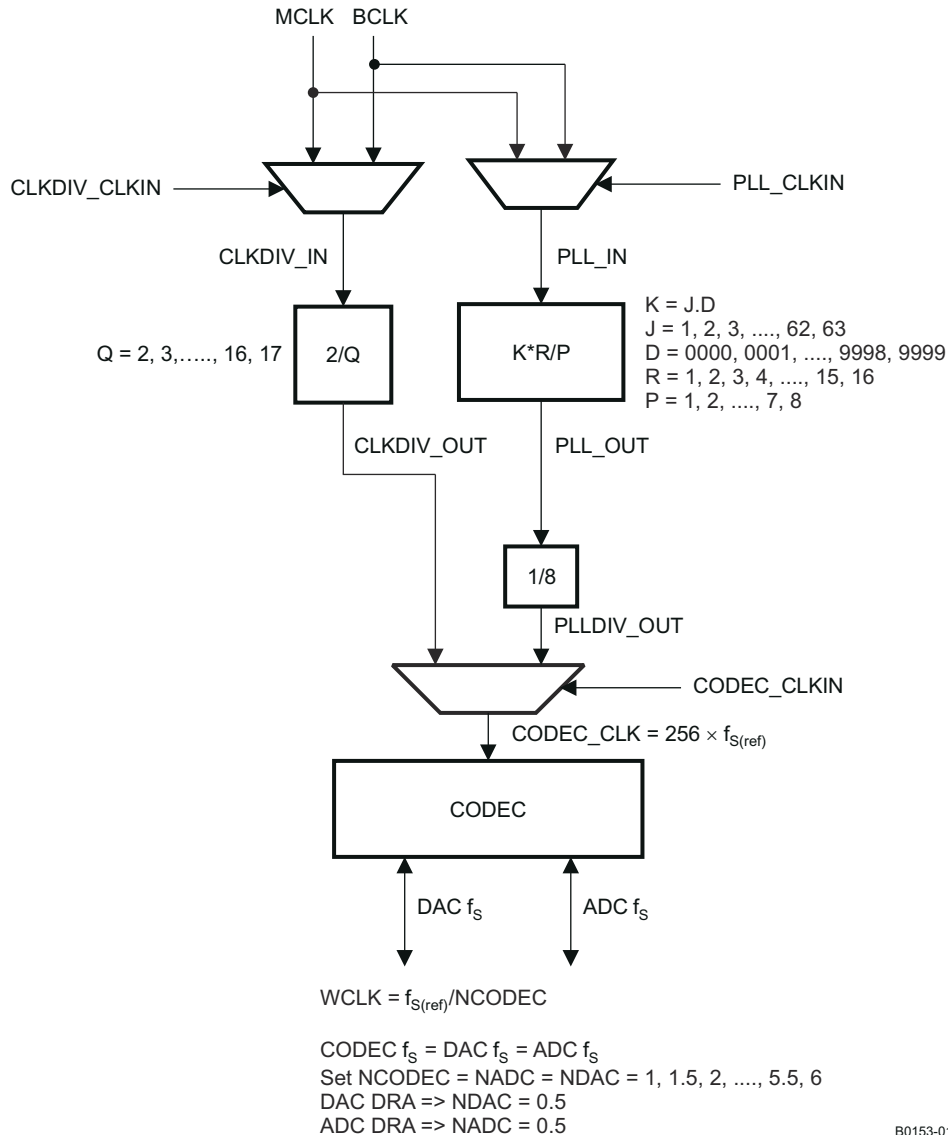 MCLK BCLK
CLKDIV_CLKIN
PLL_CLKIN
CLKDIV_IN
PLL_IN
Q = 2, 3,....., 16, 17
2/Q
K*R/P
K = J.D
J = 1, 2, 3, ...., 62, 63
D = 0000, 0001, ...., 9998, 9999
R = 1, 2, 3, 4, ...., 15, 16
P = 1, 2, ...., 7, 8
CLKDIV_OUT
PLL_OUT
1/8
PLLDIV_OUT
CODEC_CLKIN
CODEC_CLK = 256 × fS(ref)
CODEC
DAC fS
ADC fS
WCLK = fS(ref)/NCODEC
CODEC fS = DAC fS = ADC fS
Set NCODEC = NADC = NDAC = 1, 1.5, 2, ...., 5.5, 6
DAC DRA => NDAC = 0.5
ADC DRA => NADC = 0.5